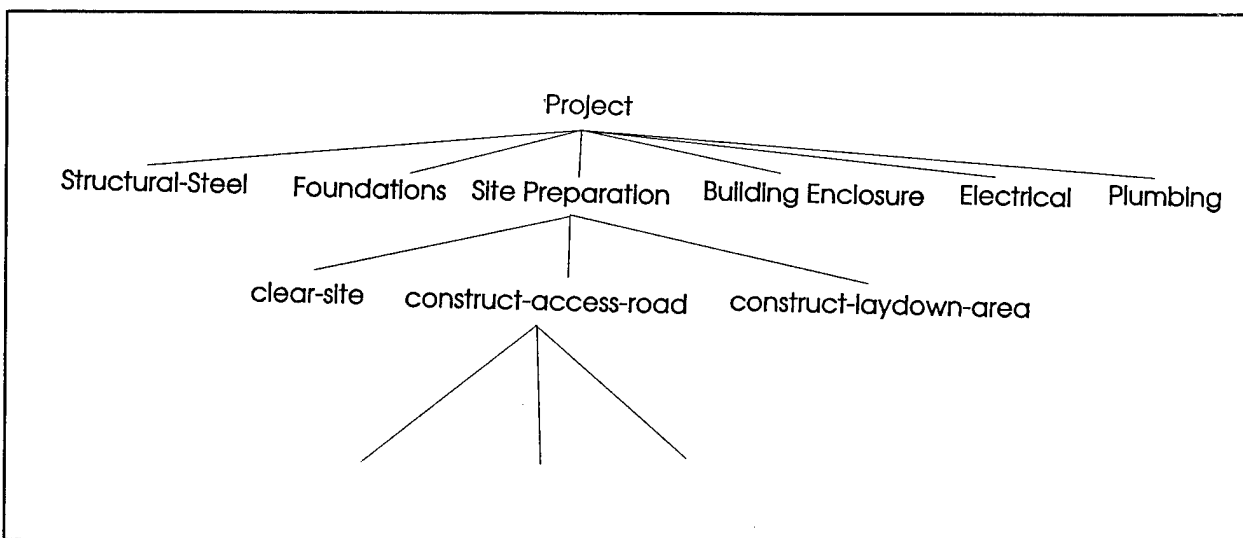 Project
Structural-Steel Foundations Site Preparation Building Enclosure Electrical Plumbing
clear-site construct-access-road construct-laydown-area